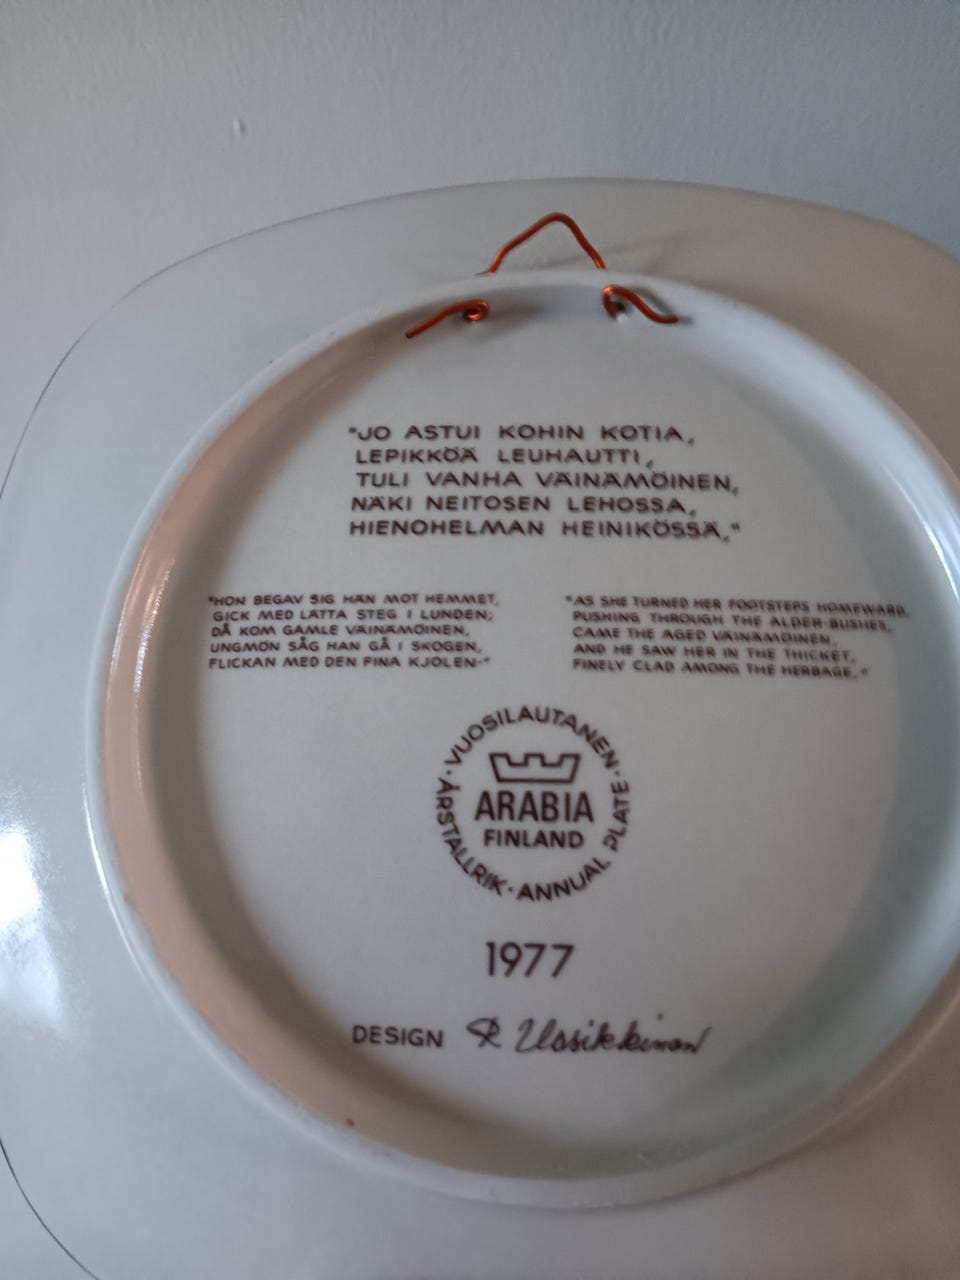 "JO ASTUI KOHIN KOTIA,
LEPIKKÖÄ LEUHAUTTI,
TULI VANHA VÄINÄMÖINEN,
NÄKI NEITOSEN LEHOSSA,
HIENOHELMAN HEINIKÖSSÄ,"
"HON BEGAV SIG HÄN MOT HEMMET,
GICK MED LÄTTA STEG I LUNDEN;
DÅ KOM GAMLE VÄINÄMÖINEN,
UNGMÖN SÅG HAN GÅ I SKOGEN,
FLICKAN MED DEN FINA KJOLEN-"
"AS SHE TURNED HER FOOTSTEPS HOMEWARD,
PUSHING THROUGH THE ALDER-BUSHES,
CAME THE AGED VÄINÄMÖINEN,
AND HE SAW HER IN THE THICKET,
FINELY CLAD AMONG THE HERBAGE,"
VUOSILAUTANEN · ANNUAL PLATE · ÅRSTALLRIK ·
ARABIA
FINLAND
1977
DESIGN R Uosikkinen